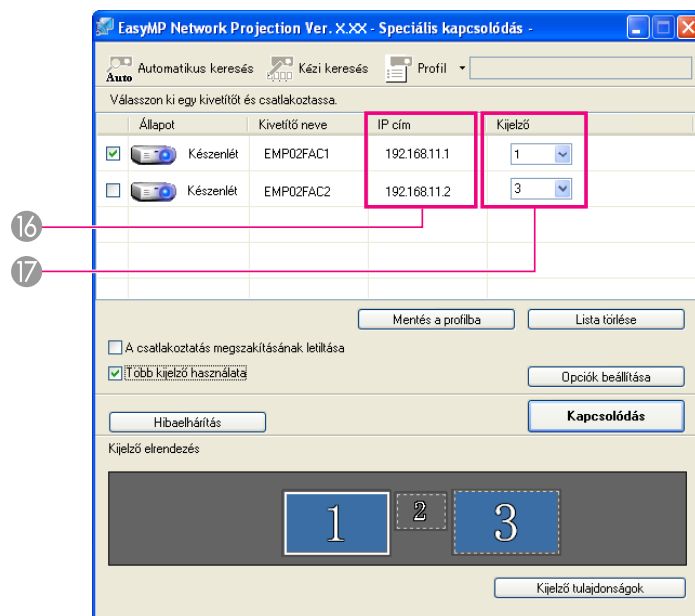 EasyMP Network Projection Ver. X.XX - Speciális kapcsolódás -
Auto Automatikus keresés Kézi keresés Profil
Válasszon ki egy kivetítőt és csatlakoztassa.
Állapot Kivetítő neve IP cím Kijelző
Készenlét EMP02FAC1 192.168.11.1 1
Készenlét EMP02FAC2 192.168.11.2 3
16
17
Mentés a profilba Lista törlése
A csatlakoztatás megszakításának letiltása
Több kijelző használata
Opciók beállítása
Hibaelhárítás Kapcsolódás
Kijelző elrendezés
1 2 3
Kijelző tulajdonságok